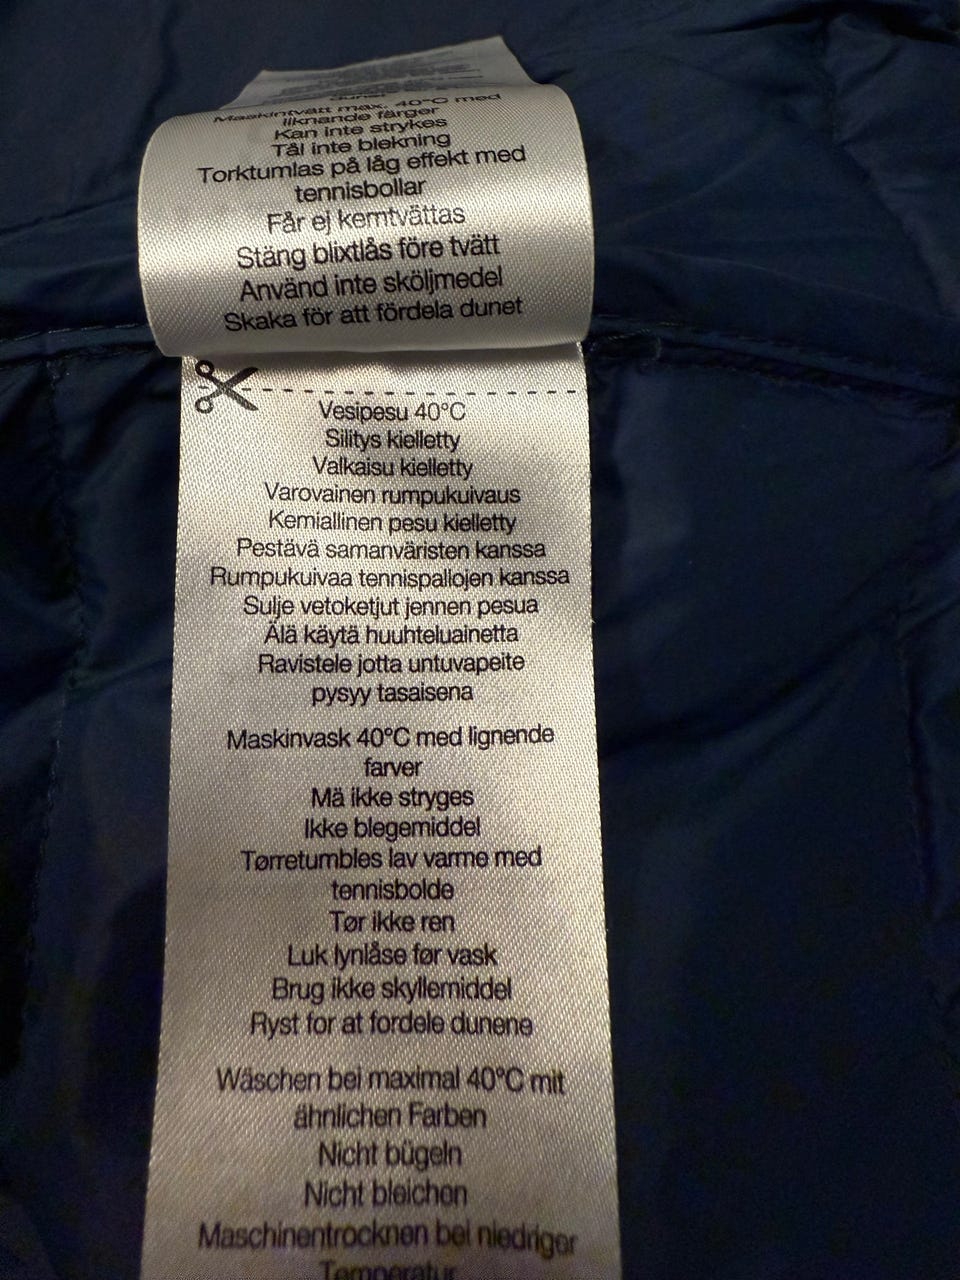 Maskintvätt max. 40°C med
liknande färger
Kan inte strykes
Tål inte blekning
Torktumlas på låg effekt med
tennisbollar
Får ej kemtvättas
Stäng blixtlås före tvätt
Använd inte sköljmedel
Skaka för att fördela dunet
Vesipesu 40°C
Silitys kielletty
Valkaisu kielletty
Varovainen rumpukuivaus
Kemiallinen pesu kielletty
Pestävä samanväristen kanssa
Rumpukuivaa tennispallojen kanssa
Sulje vetoketjut jennen pesua
Älä käytä huuhteluainetta
Ravistele jotta untuvapeite
pysyy tasaisena
Maskinvask 40°C med lignende
farver
Mä ikke stryges
Ikke blegemiddel
Tørretumbles lav varme med
tennisbolde
Tør ikke ren
Luk lynlåse før vask
Brug ikke skyllemiddel
Ryst for at fordele dunene
Wäschen bei maximal 40°C mit
ähnlichen Farben
Nicht bügeln
Nicht bleichen
Maschinentrocknen bei niedriger
Temperatur